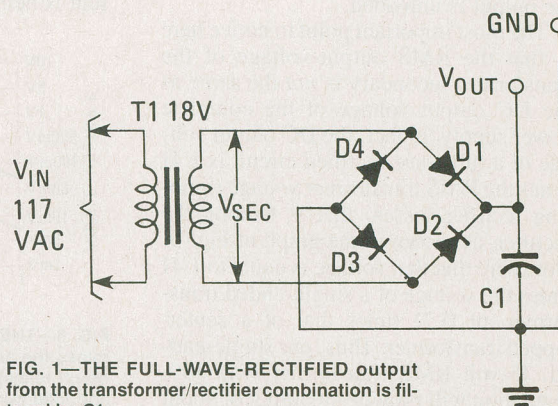 GND
VOUT
T1 18V
D4
D1
VIN
117
VAC
VSEC
D3
D2
C1
FIG. 1—THE FULL-WAVE-RECTIFIED output
from the transformer/rectifier combination is fil-